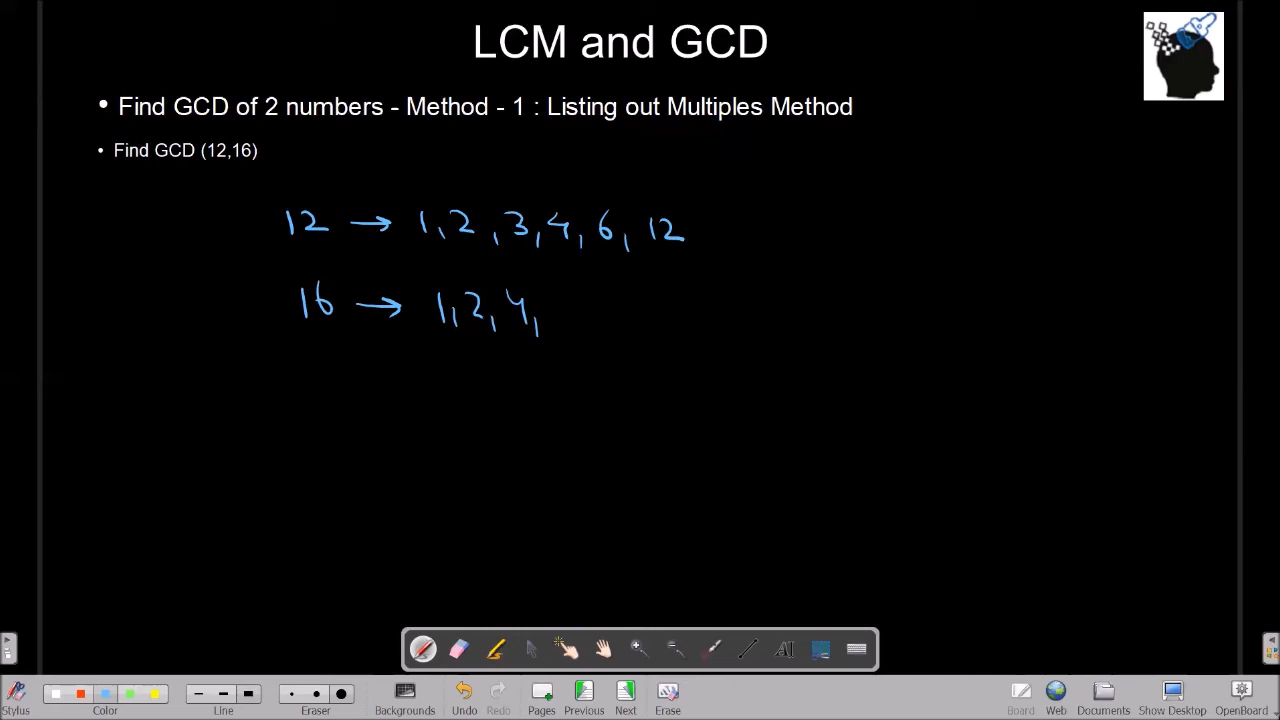 LCM and GCD
• Find GCD of 2 numbers - Method - 1 : Listing out Multiples Method
• Find GCD (12,16)
12 → 1, 2, 3, 4, 6, 12
16 → 1, 2, 4,
AI
Stylus Color Line Eraser Backgrounds Undo Redo Pages Previous Next Erase Board Web Documents Show Desktop OpenBoard